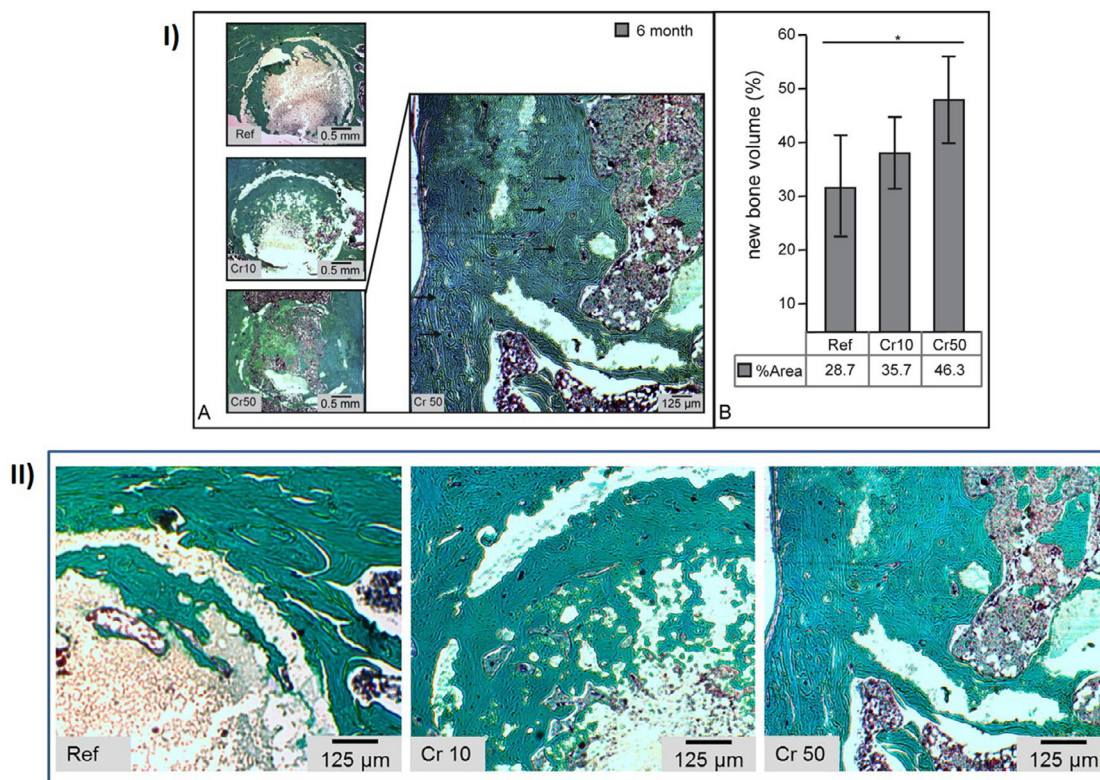 I)
6 month
Ref
0.5 mm
Cr10
0.5 mm
Cr50
0.5 mm
A
Cr 50
125 µm
*
new bone volume (%)
60
50
40
30
20
10
Ref Cr10 Cr50
%Area 28.7 35.7 46.3
B
II)
Ref
125 µm
Cr 10
125 µm
Cr 50
125 µm